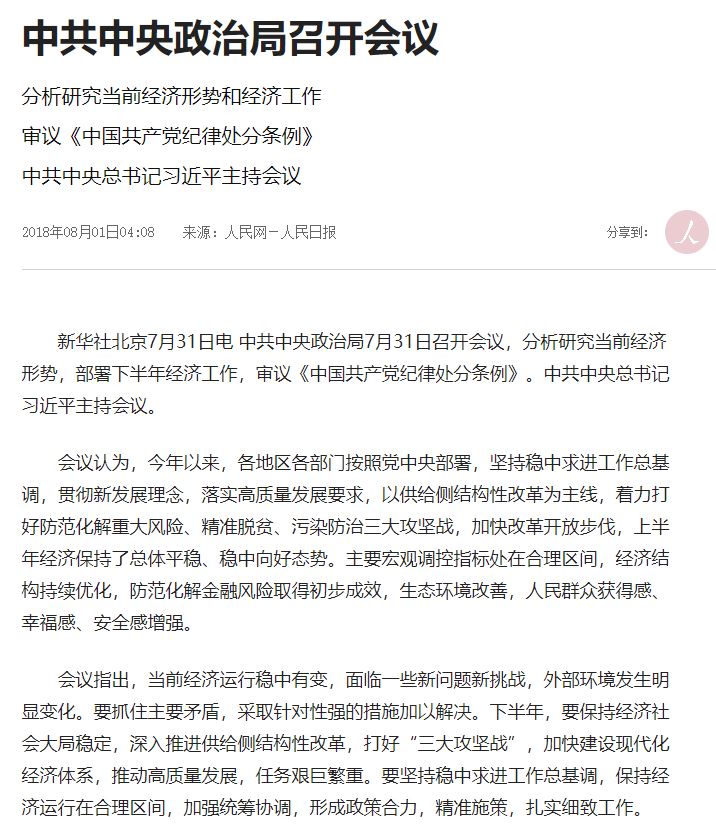 中共中央政治局召开会议
分析研究当前经济形势和经济工作
审议《中国共产党纪律处分条例》
中共中央总书记习近平主持会议
2018年08月01日04:08 来源：人民网－人民日报 分享到： 人
新华社北京7月31日电 中共中央政治局7月31日召开会议，分析研究当前经济
形势，部署下半年经济工作，审议《中国共产党纪律处分条例》。中共中央总书记
习近平主持会议。
会议认为，今年以来，各地区各部门按照党中央部署，坚持稳中求进工作总基
调，贯彻新发展理念，落实高质量发展要求，以供给侧结构性改革为主线，着力打
好防范化解重大风险、精准脱贫、污染防治三大攻坚战，加快改革开放步伐，上半
年经济保持了总体平稳、稳中向好态势。主要宏观调控指标处在合理区间，经济结
构持续优化，防范化解金融风险取得初步成效，生态环境改善，人民群众获得感、
幸福感、安全感增强。
会议指出，当前经济运行稳中有变，面临一些新问题新挑战，外部环境发生明
显变化。要抓住主要矛盾，采取针对性强的措施加以解决。下半年，要保持经济社
会大局稳定，深入推进供给侧结构性改革，打好“三大攻坚战”，加快建设现代化
经济体系，推动高质量发展，任务艰巨繁重。要坚持稳中求进工作总基调，保持经
济运行在合理区间，加强统筹协调，形成政策合力，精准施策，扎实细致工作。